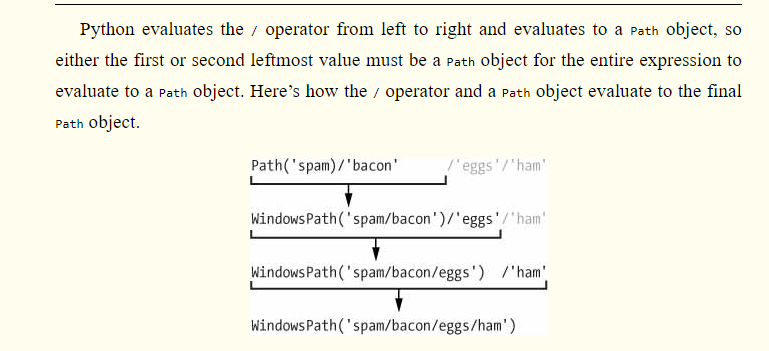 Python evaluates the / operator from left to right and evaluates to a Path object, so
either the first or second leftmost value must be a Path object for the entire expression to
evaluate to a Path object. Here’s how the / operator and a Path object evaluate to the final
Path object.
Path('spam)/'bacon' /'eggs'/'ham'
WindowsPath('spam/bacon')/'eggs'/'ham'
WindowsPath('spam/bacon/eggs') /'ham'
WindowsPath('spam/bacon/eggs/ham')